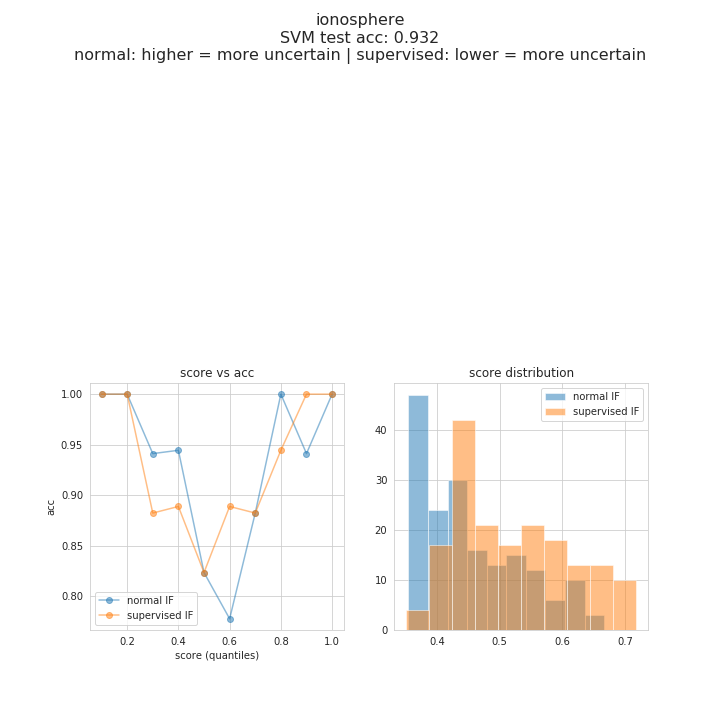 ionosphere
SVM test acc: 0.932
normal: higher = more uncertain | supervised: lower = more uncertain
score vs acc
1.00
0.95
0.90
0.85
0.80
acc
normal IF
supervised IF
0.2 0.4 0.6 0.8 1.0
score (quantiles)
score distribution
normal IF
supervised IF
40
30
20
10
0
0.4 0.5 0.6 0.7